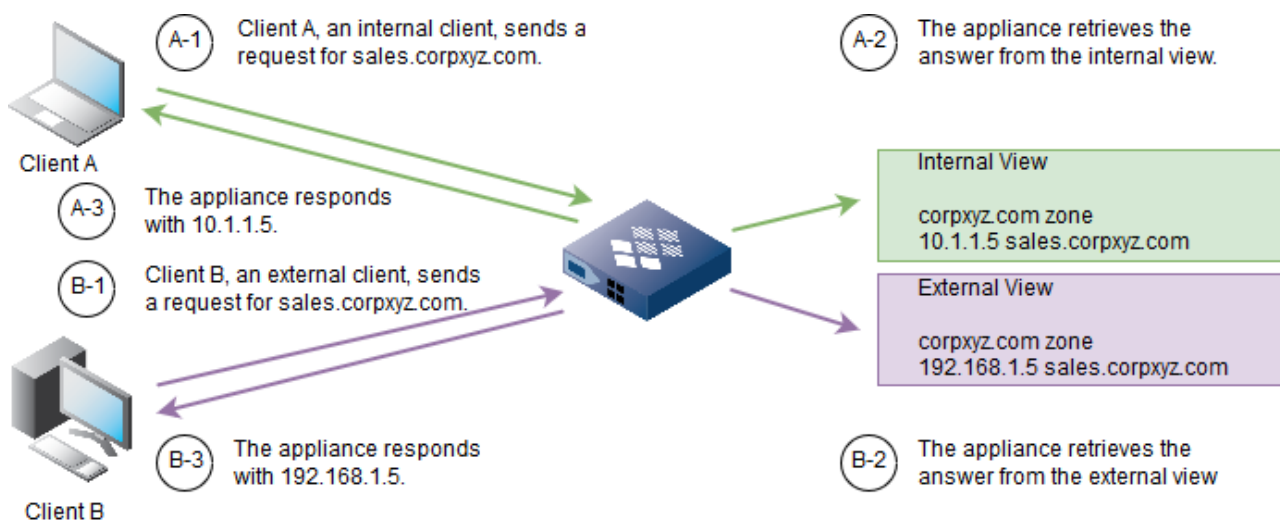 A-1
Client A, an internal client, sends a
request for sales.corpxyz.com.
A-2
The appliance retrieves the
answer from the internal view.
Client A
A-3
The appliance responds
with 10.1.1.5.
Internal View
corpxyz.com zone
10.1.1.5 sales.corpxyz.com
B-1
Client B, an external client, sends
a request for sales.corpxyz.com.
External View
corpxyz.com zone
192.168.1.5 sales.corpxyz.com
B-3
The appliance responds
with 192.168.1.5.
B-2
The appliance retrieves the
answer from the external view
Client B